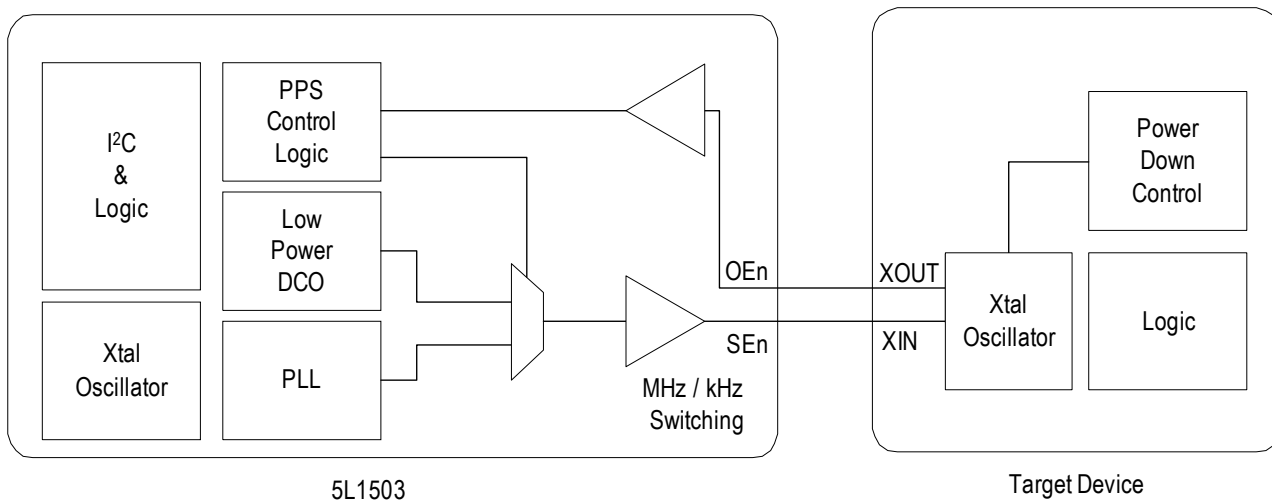 I²C
&
Logic
PPS
Control
Logic
Low
Power
DCO
Xtal
Oscillator
PLL
OEn
SEn
MHz / kHz
Switching
5L1503
XOUT
XIN
Power
Down
Control
Xtal
Oscillator
Logic
Target Device